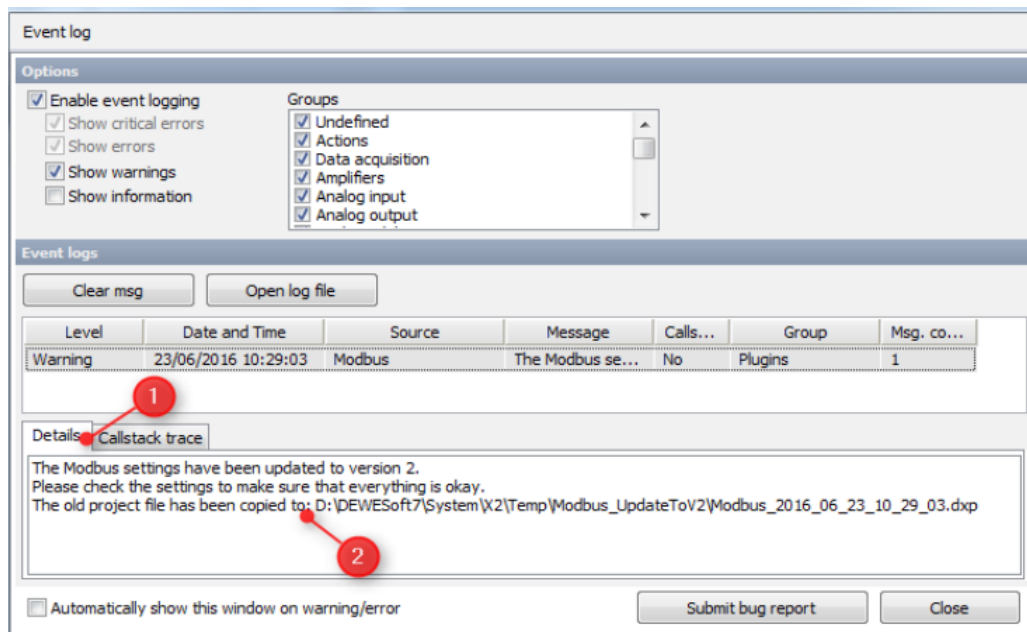 Event log
Options
Enable event logging
Show critical errors
Show errors
Show warnings
Show information
Groups
Undefined
Actions
Data acquisition
Amplifiers
Analog input
Analog output
Event logs
Clear msg Open log file
Level Date and Time Source Message Calls... Group Msg. co...
Warning 23/06/2016 10:29:03 Modbus The Modbus se... No Plugins 1
1
Details Callstack trace
The Modbus settings have been updated to version 2.
Please check the settings to make sure that everything is okay.
The old project file has been copied to: D:\DEWESoft7\System\X2\Temp\Modbus_UpdateToV2\Modbus_2016_06_23_10_29_03.dxp
2
Automatically show this window on warning/error Submit bug report Close